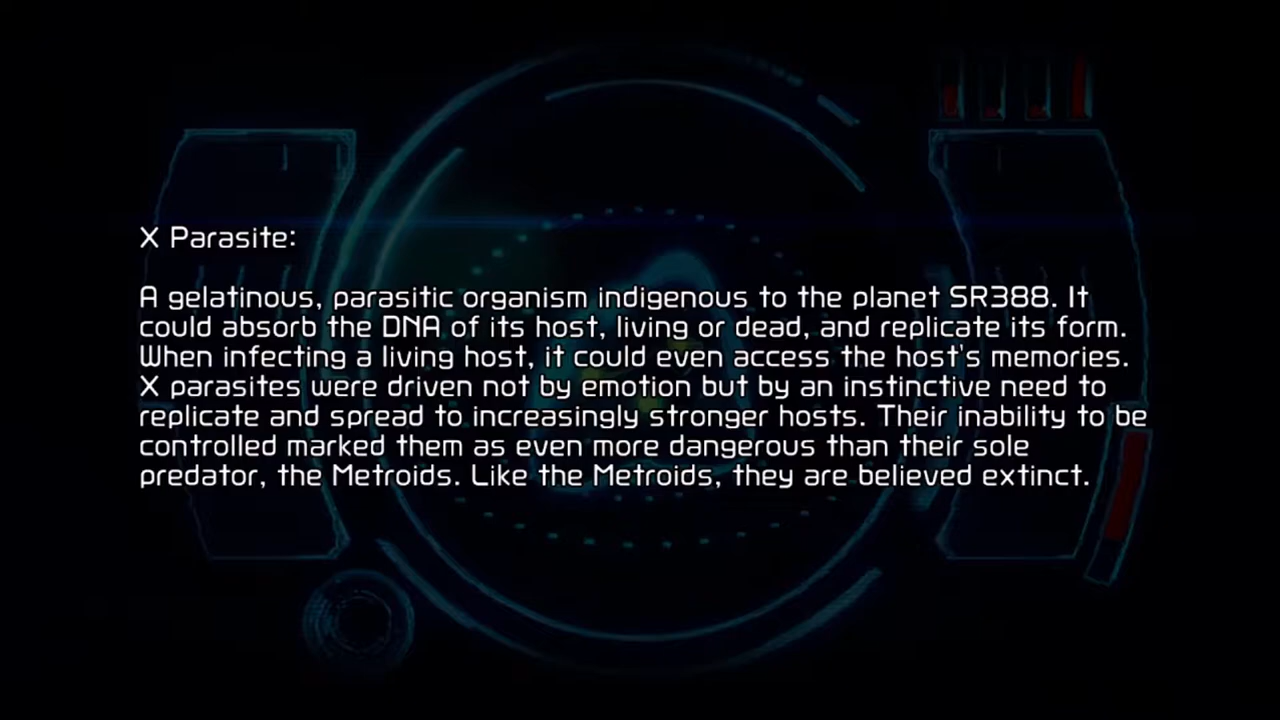 X Parasite:
A gelatinous, parasitic organism indigenous to the planet SR388. It
could absorb the DNA of its host, living or dead, and replicate its form.
When infecting a living host, it could even access the host's memories.
X parasites were driven not by emotion but by an instinctive need to
replicate and spread to increasingly stronger hosts. Their inability to be
controlled marked them as even more dangerous than their sole
predator, the Metroids. Like the Metroids, they are believed extinct.